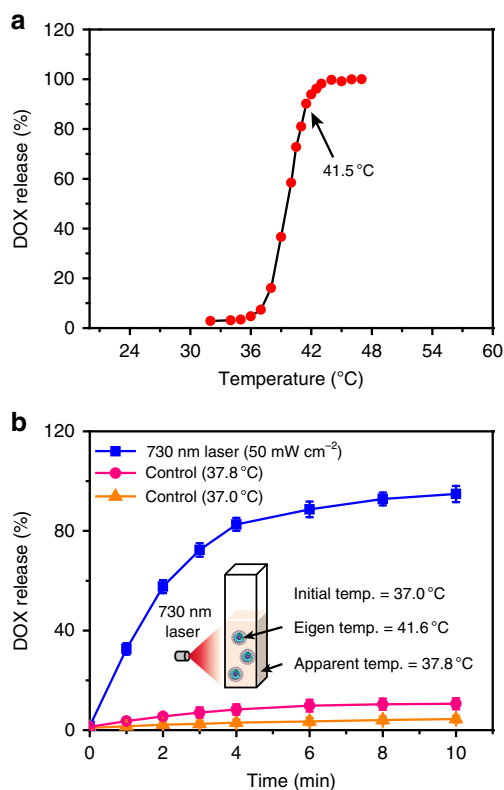 a
120
100
80
60
40
20
0
DOX release (%)
41.5 °C
24 30 36 42 48 54 60
Temperature (°C)
b
120
80
40
0
DOX release (%)
730 nm laser (50 mW cm⁻²)
Control (37.8 °C)
Control (37.0 °C)
730 nm
laser
Initial temp. = 37.0 °C
Eigen temp. = 41.6 °C
Apparent temp. = 37.8 °C
0 2 4 6 8 10
Time (min)